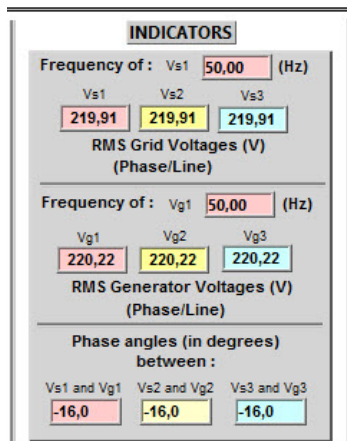 INDICATORS
Frequency of : Vs1 50,00 (Hz)
Vs1 Vs2 Vs3
219,91 219,91 219,91
RMS Grid Voltages (V)
(Phase/Line)
Frequency of : Vg1 50,00 (Hz)
Vg1 Vg2 Vg3
220,22 220,22 220,22
RMS Generator Voltages (V)
(Phase/Line)
Phase angles (in degrees)
between :
Vs1 and Vg1 Vs2 and Vg2 Vs3 and Vg3
-16,0 -16,0 -16,0